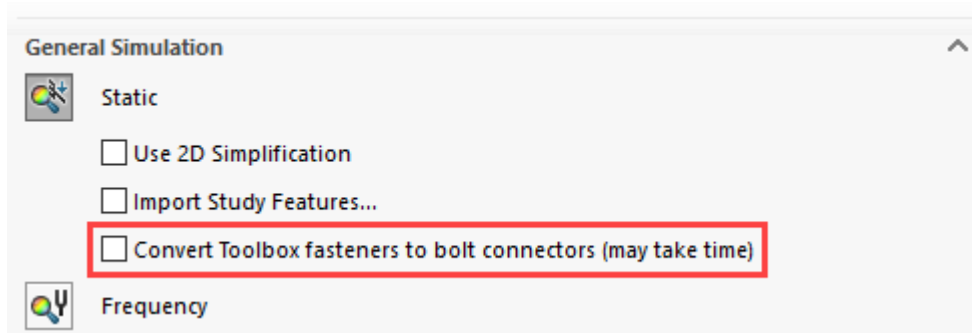 General Simulation
Static
Use 2D Simplification
Import Study Features...
Convert Toolbox fasteners to bolt connectors (may take time)
Frequency